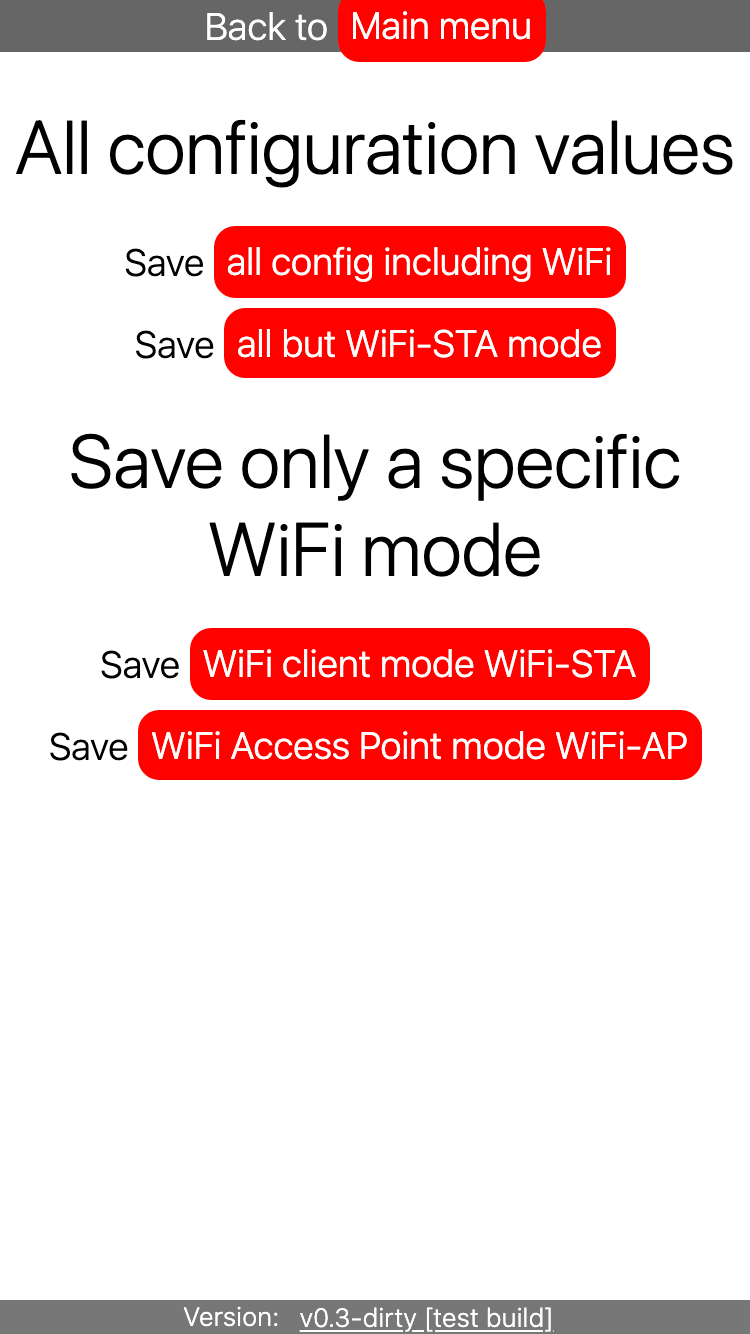 Back to Main menu
All configuration values
Save all config including WiFi
Save all but WiFi-STA mode
Save only a specific
WiFi mode
Save WiFi client mode WiFi-STA
Save WiFi Access Point mode WiFi-AP
Version: v0.3-dirty [test build]